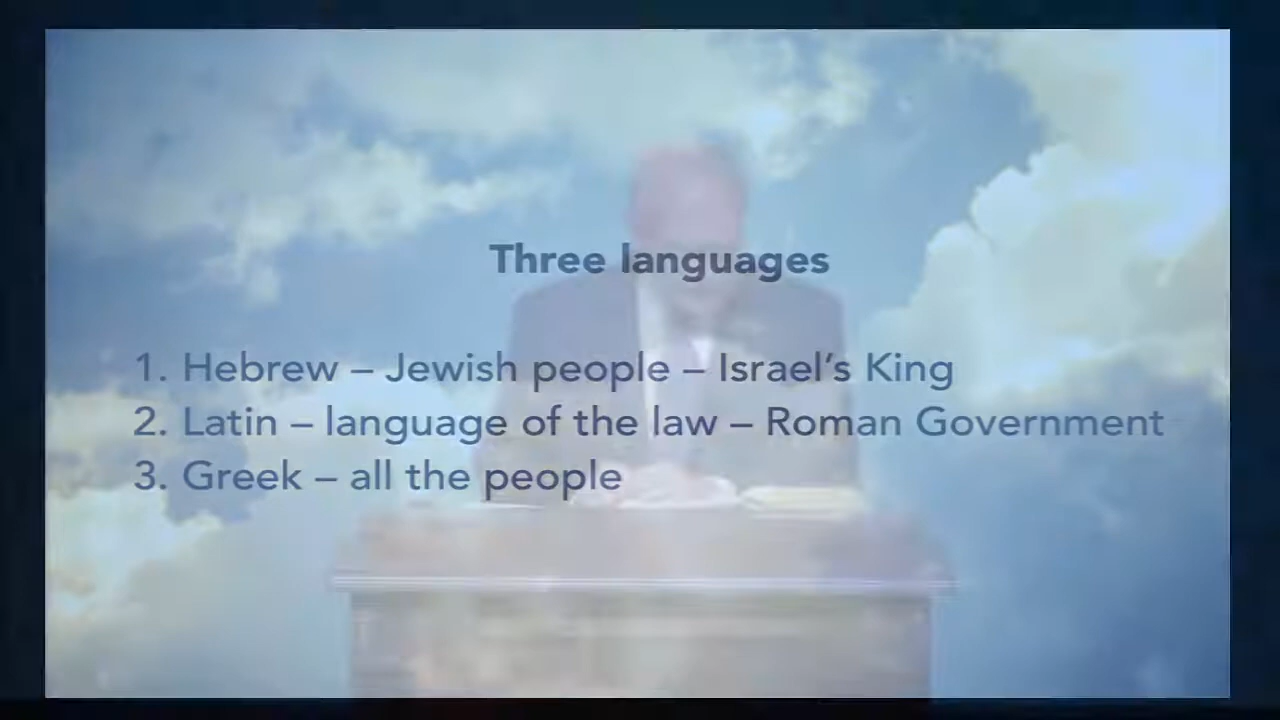 Three languages
1. Hebrew – Jewish people – Israel's King
2. Latin – language of the law – Roman Government
3. Greek – all the people